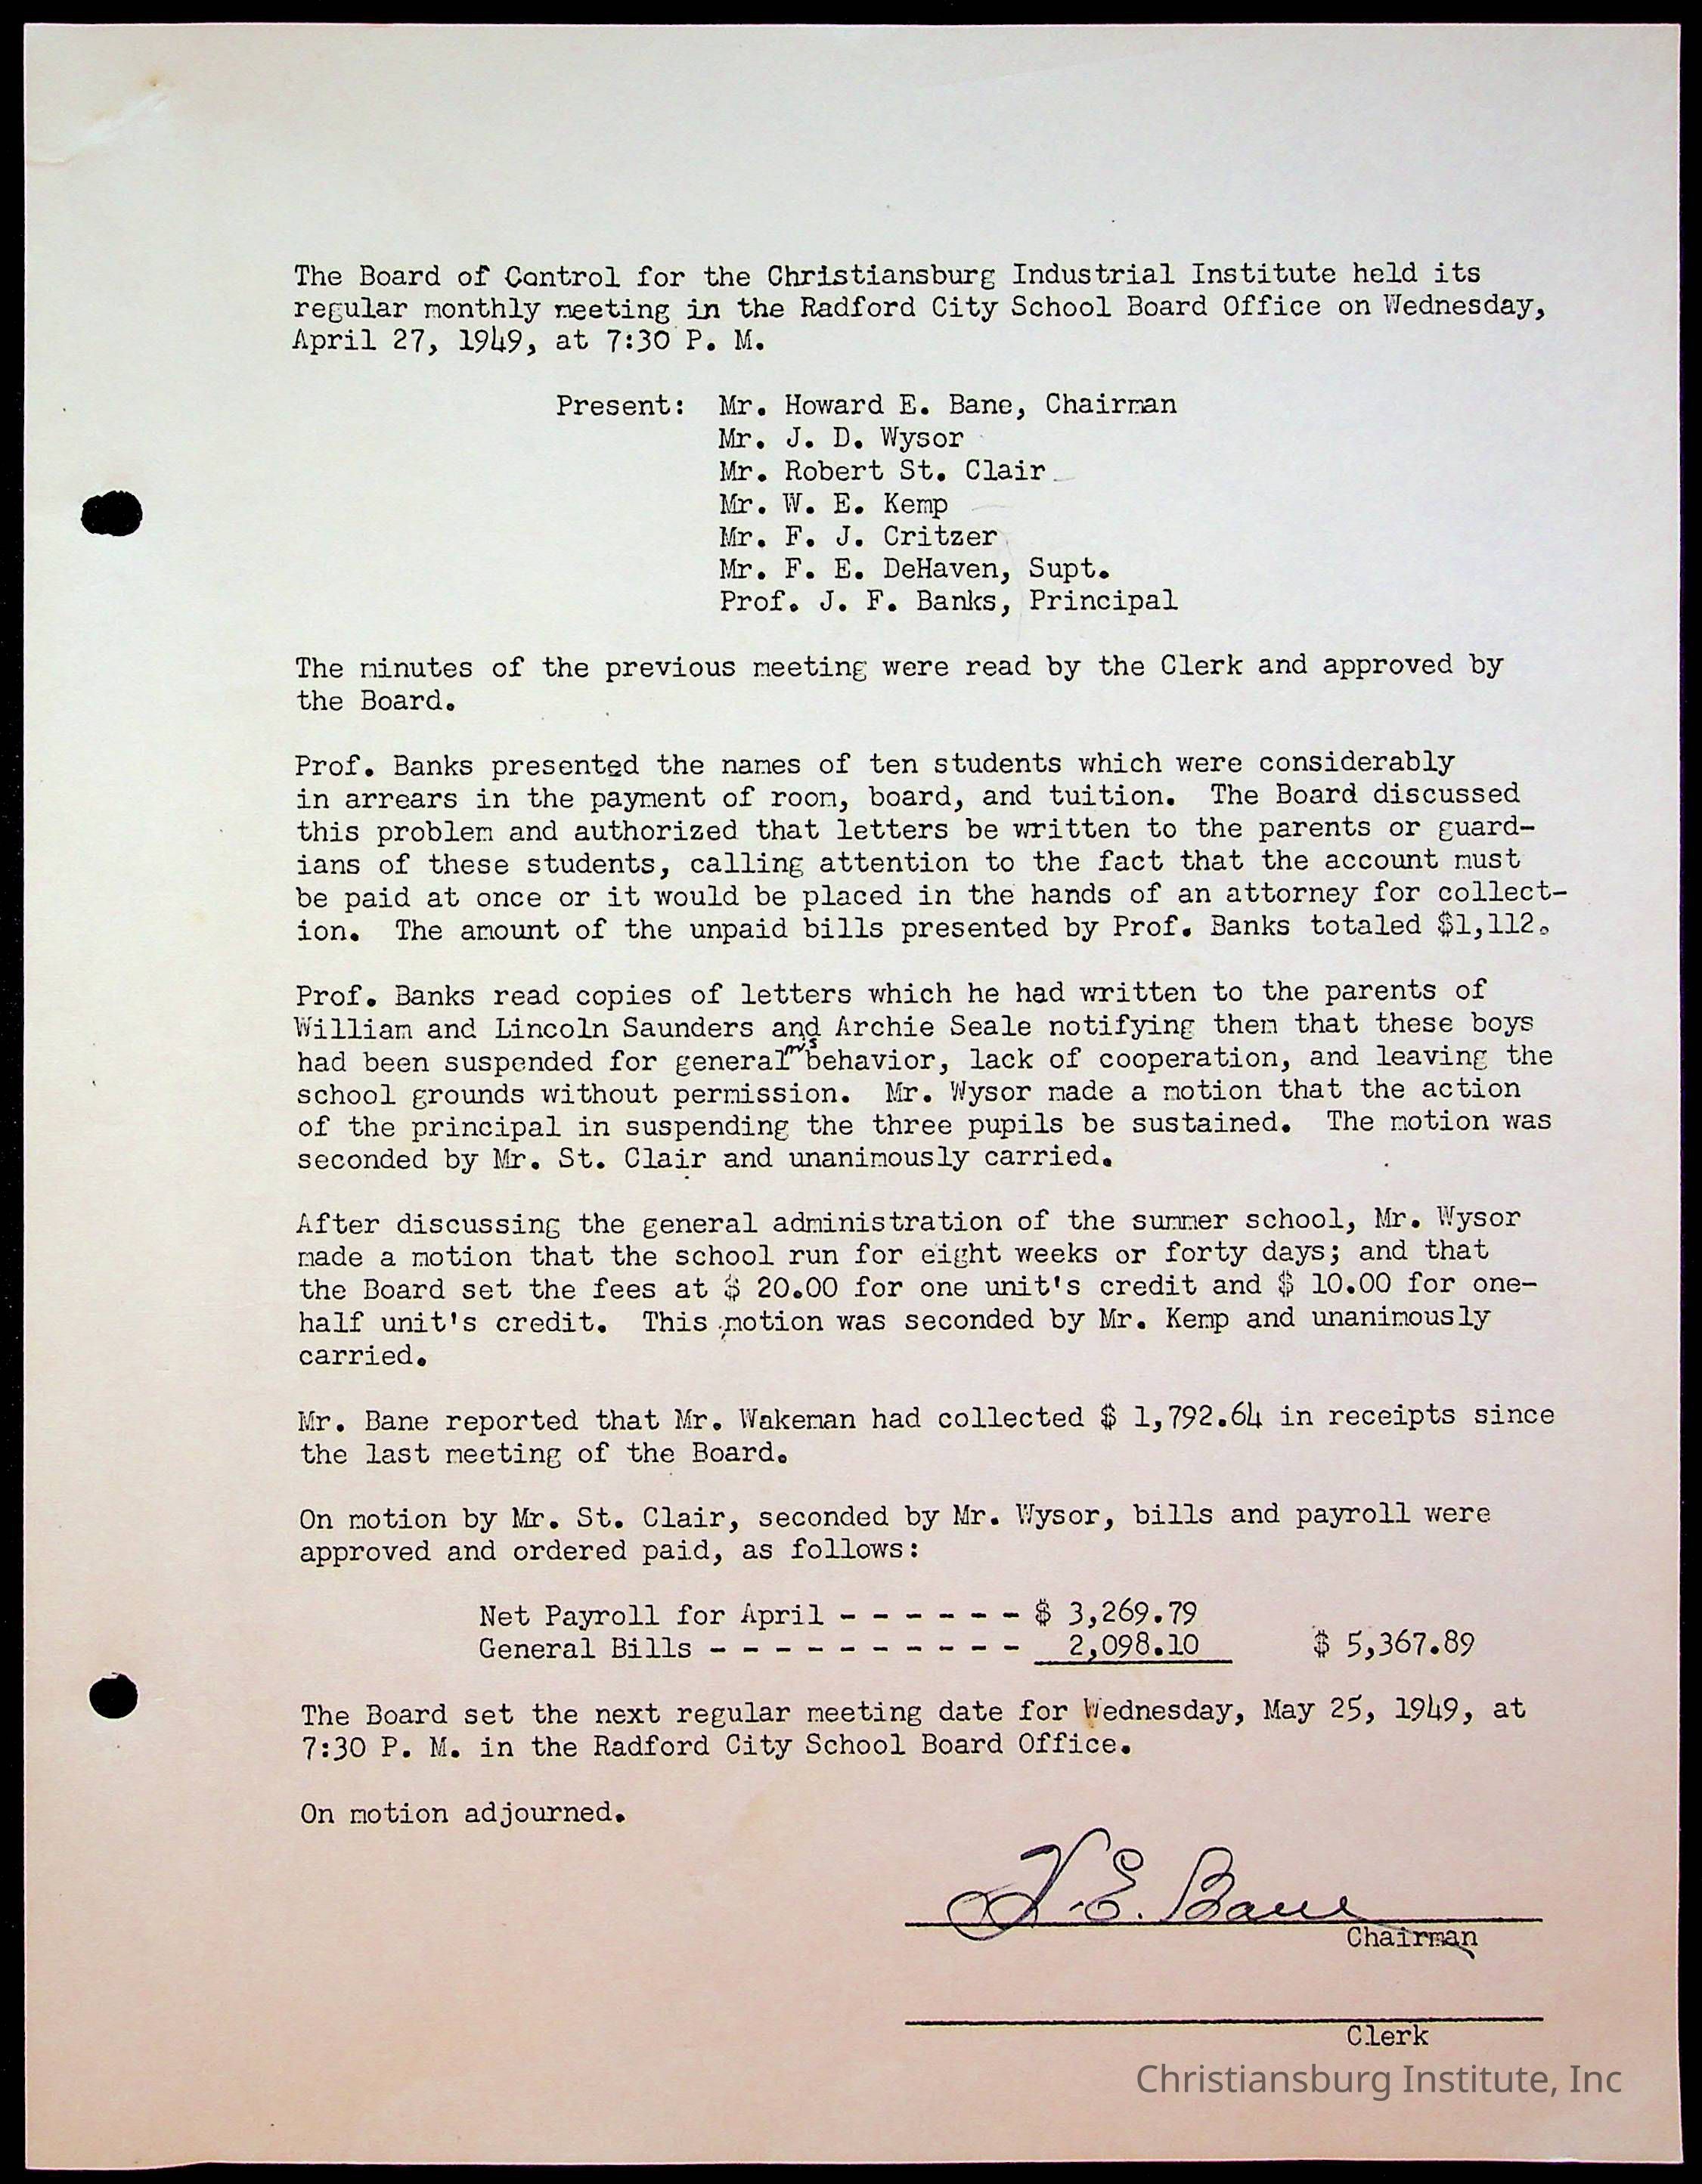 The Board of Control for the Christiansburg Industrial Institute held its
regular monthly meeting in the Radford City School Board Office on Wednesday,
April 27, 1949, at 7:30 P. M.
Present: Mr. Howard E. Bane, Chairman
Mr. J. D. Wysor
Mr. Robert St. Clair
Mr. W. E. Kemp
Mr. F. J. Critzer
Mr. F. E. DeHaven, Supt.
Prof. J. F. Banks, Principal
The minutes of the previous meeting were read by the Clerk and approved by
the Board.
Prof. Banks presented the names of ten students which were considerably
in arrears in the payment of room, board, and tuition. The Board discussed
this problem and authorized that letters be written to the parents or guard-
ians of these students, calling attention to the fact that the account must
be paid at once or it would be placed in the hands of an attorney for collect-
ion. The amount of the unpaid bills presented by Prof. Banks totaled $1,112.
Prof. Banks read copies of letters which he had written to the parents of
William and Lincoln Saunders and Archie Seale notifying them that these boys
had been suspended for general misbehavior, lack of cooperation, and leaving the
school grounds without permission. Mr. Wysor made a motion that the action
of the principal in suspending the three pupils be sustained. The motion was
seconded by Mr. St. Clair and unanimously carried.
After discussing the general administration of the summer school, Mr. Wysor
made a motion that the school run for eight weeks or forty days; and that
the Board set the fees at $ 20.00 for one unit's credit and $ 10.00 for one-
half unit's credit. This motion was seconded by Mr. Kemp and unanimously
carried.
Mr. Bane reported that Mr. Wakeman had collected $ 1,792.64 in receipts since
the last meeting of the Board.
On motion by Mr. St. Clair, seconded by Mr. Wysor, bills and payroll were
approved and ordered paid, as follows:
Net Payroll for April - - - - - - $ 3,269.79
General Bills - - - - - - - - - - 2,098.10 $ 5,367.89
The Board set the next regular meeting date for Wednesday, May 25, 1949, at
7:30 P. M. in the Radford City School Board Office.
On motion adjourned.
H. E. Bane
Chairman
Clerk
Christiansburg Institute, Inc